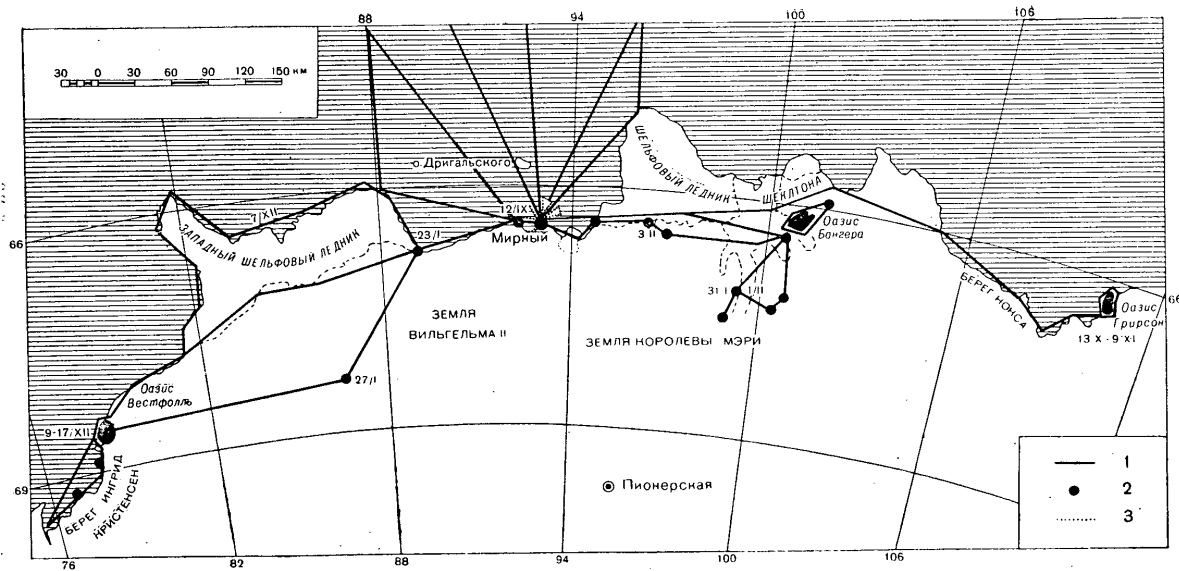 88
94
100
106
30 0 30 60 90 120 150 км
о. Дригальского
ШЕЛЬФОВЫЙ ЛЕДНИК ШЕКЛТОНА
7/XII
ЗАПАДНЫЙ ШЕЛЬФОВЫЙ ЛЕДНИК
66
2/IX
Мирный
23/I
3 II
Оазис
Бангера
31 I
1/II
БЕРЕГ НОКСА
66
Оазис
Грирсон
13 X - 9 XI
ЗЕМЛЯ
ВИЛЬГЕЛЬМА II
ЗЕМЛЯ КОРОЛЕВЫ МЭРИ
27/I
Оазис
Вестфолль
9-17/XII
69
БЕРЕГ ИНГРИД
КРИСТЕНСЕН
Пионерская
1
2
3
76
82
88
94
100
106